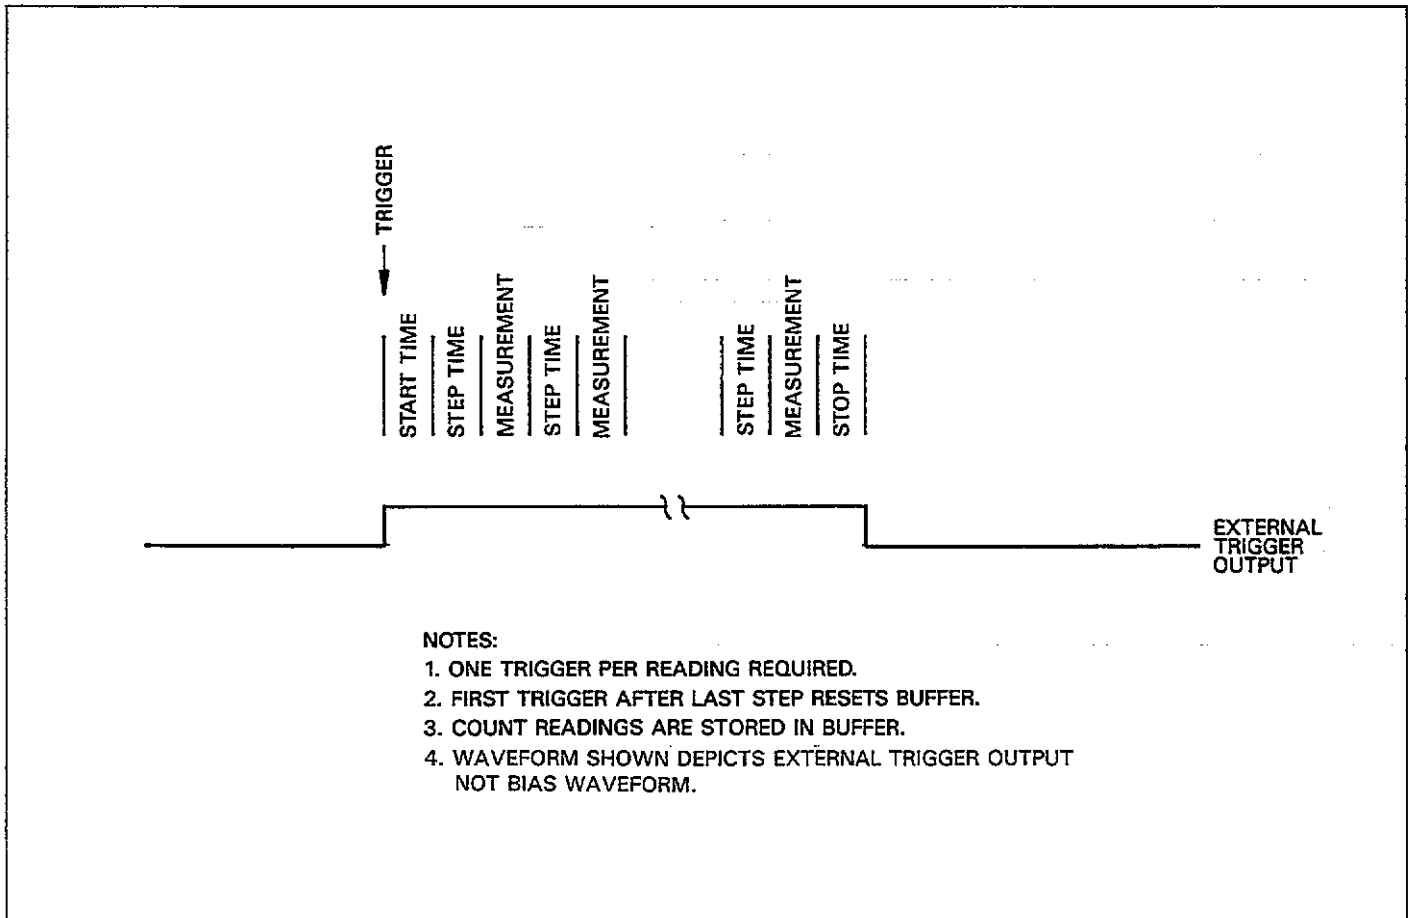 TRIGGER
START TIME
STEP TIME
MEASUREMENT
STEP TIME
MEASUREMENT
STEP TIME
MEASUREMENT
STOP TIME
EXTERNAL
TRIGGER
OUTPUT
NOTES:
1. ONE TRIGGER PER READING REQUIRED.
2. FIRST TRIGGER AFTER LAST STEP RESETS BUFFER.
3. COUNT READINGS ARE STORED IN BUFFER.
4. WAVEFORM SHOWN DEPICTS EXTERNAL TRIGGER OUTPUT
NOT BIAS WAVEFORM.